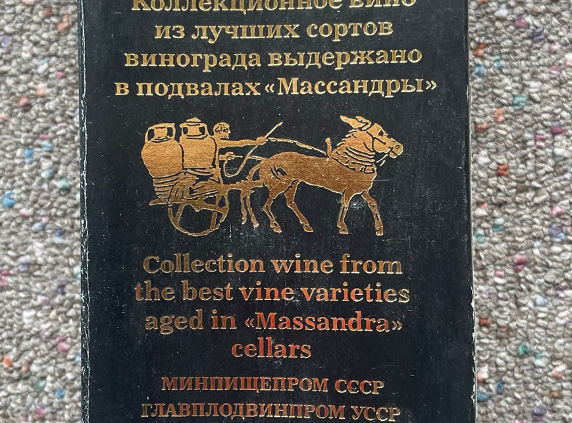 Коллекционное вино
из лучших сортов
винограда выдержано
в подвалах «Массандры»
Collection wine from
the best vine varieties
aged in «Massandra»
cellars
МИНПИЩЕПРОМ СССР
ГЛАВПЛОДВИНПРОМ УССР